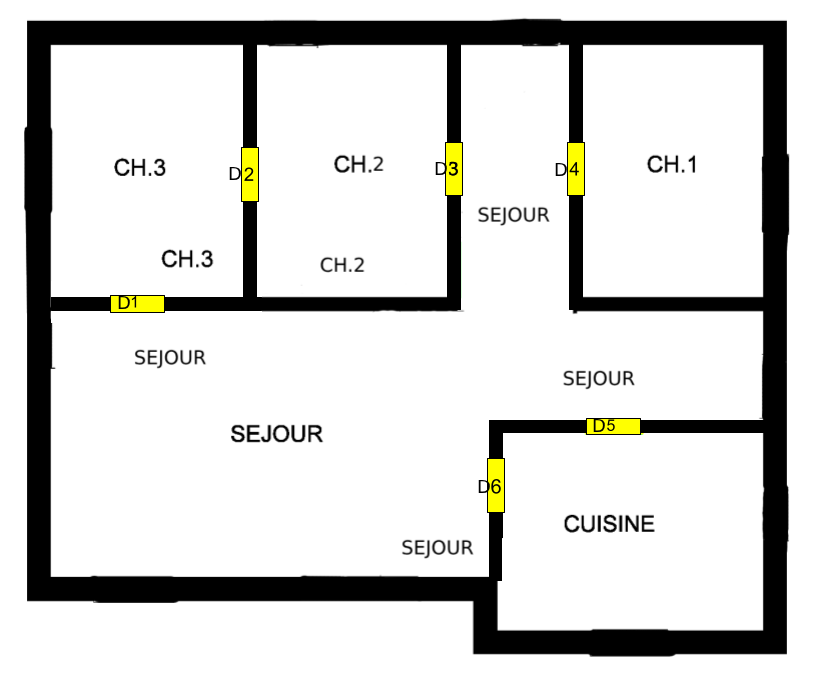 CH.3
D2
CH.2
D3
D4
CH.1
SEJOUR
CH.3
CH.2
D1
SEJOUR
SEJOUR
SEJOUR
D5
D6
CUISINE
SEJOUR